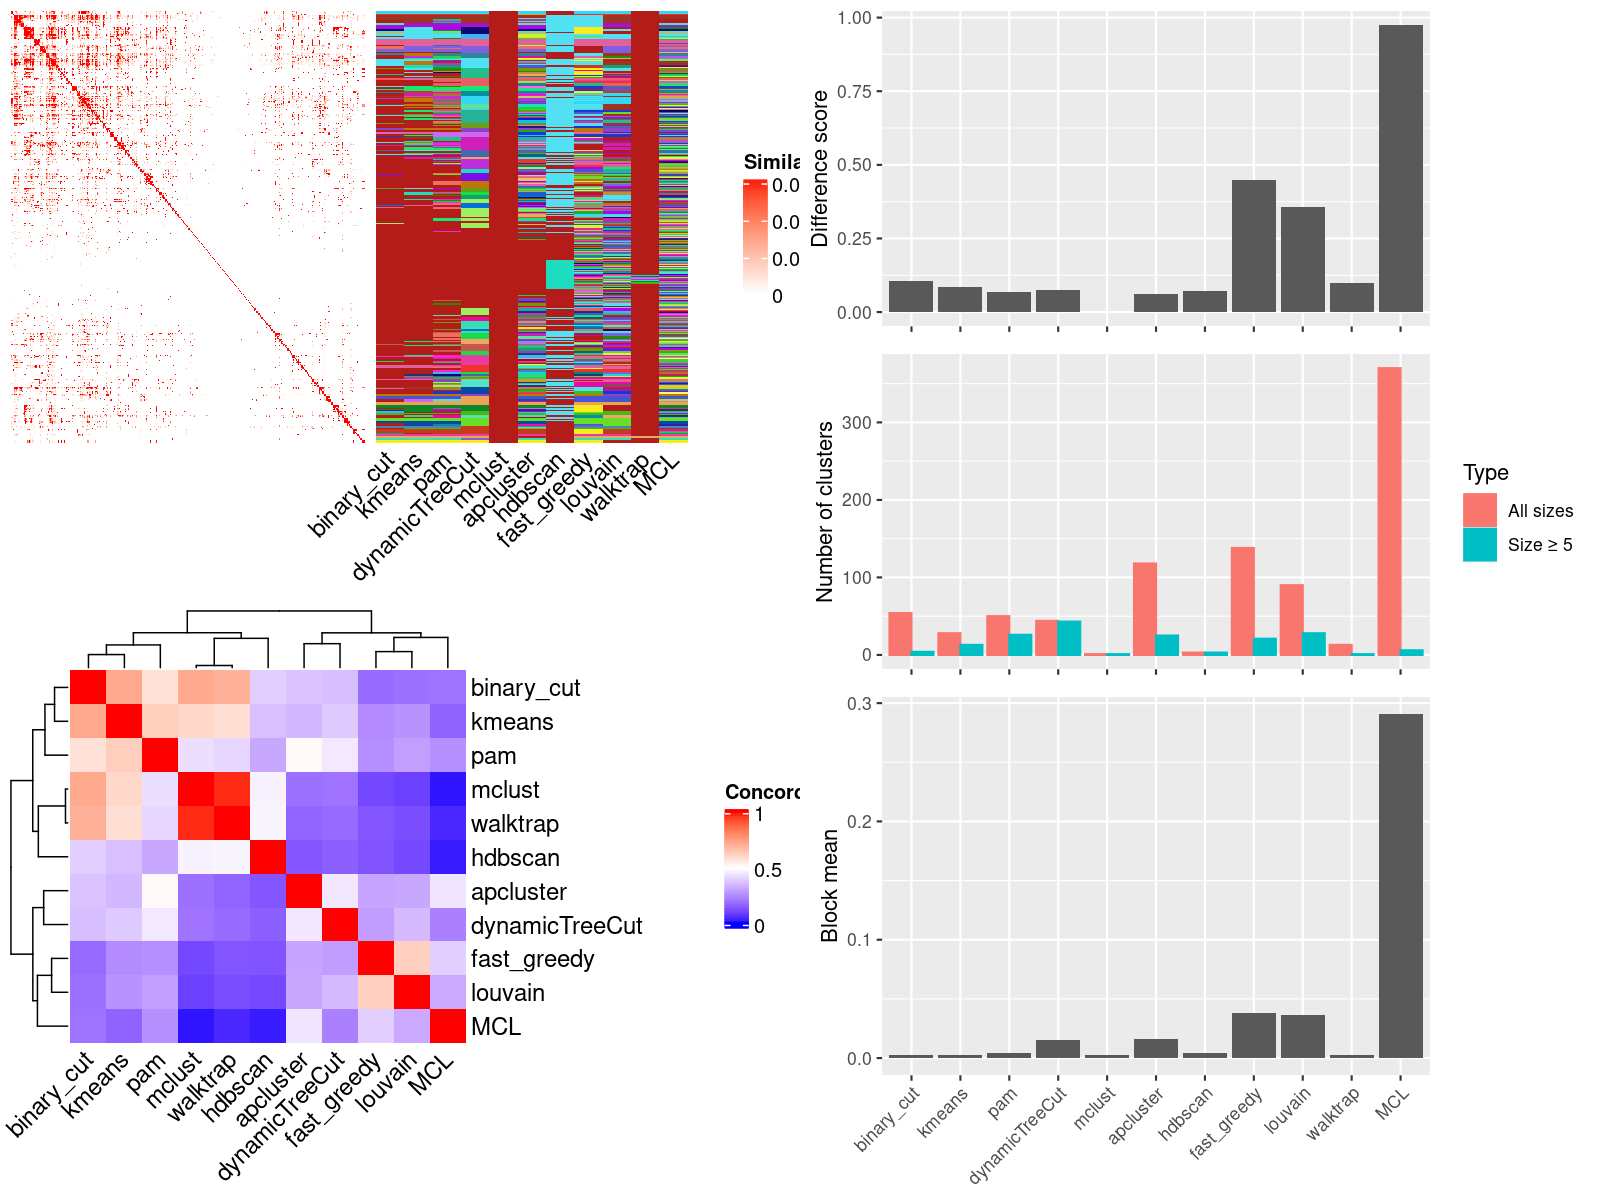 Simila
0.0
0.0
0.0
0
binary_cut
kmeans
pam
dynamicTreeCut
mclust
apcluster
hdbscan
fast_greedy
louvain
walktrap
MCL
binary_cut
kmeans
pam
mclust
walktrap
hdbscan
apcluster
dynamicTreeCut
fast_greedy
louvain
MCL
Concord
1
0.5
0
binary_cut
kmeans
pam
mclust
walktrap
hdbscan
apcluster
dynamicTreeCut
fast_greedy
louvain
MCL
Difference score
1.00
0.75
0.50
0.25
0.00
Number of clusters
300
200
100
0
Type
All sizes
Size ≥ 5
Block mean
0.3
0.2
0.1
0.0
binary_cut
kmeans
pam
dynamicTreeCut
mclust
apcluster
hdbscan
fast_greedy
louvain
walktrap
MCL